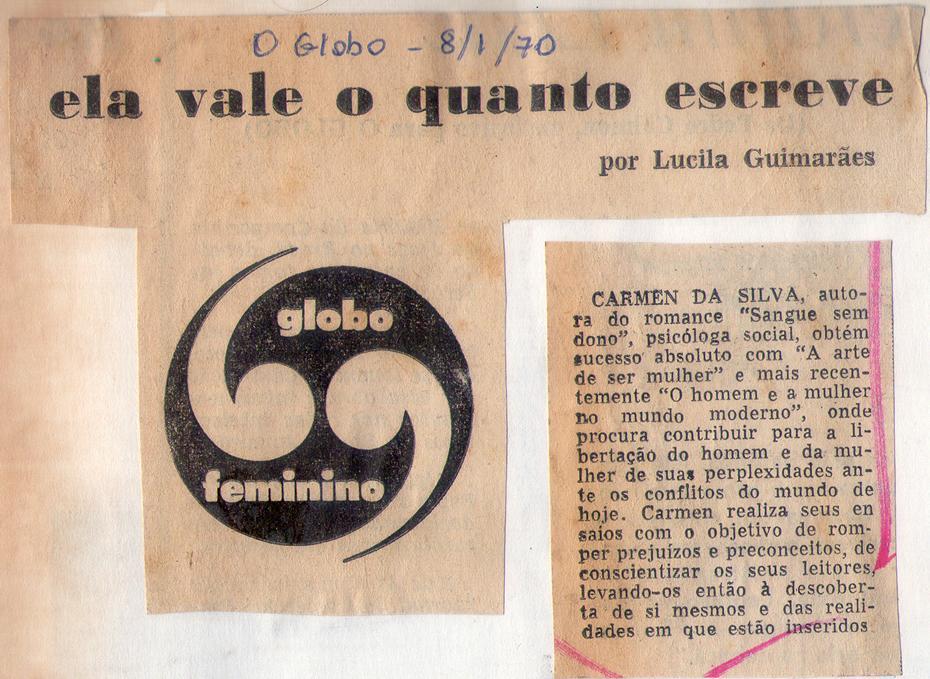 O Globo - 8/1/70
ela vale o quanto escreve
por Lucila Guimarães
globo
feminino
CARMEN DA SILVA, auto-
ra do romance "Sangue sem
dono", psicóloga social, obtém
sucesso absoluto com "A arte
de ser mulher" e mais recen-
temente "O homem e a mulher
no mundo moderno", onde
procura contribuir para a li-
bertação do homem e da mu-
lher de suas perplexidades an-
te os conflitos do mundo de
hoje. Carmen realiza seus en
saios com o objetivo de rom-
per prejuízos e preconceitos, de
conscientizar os seus leitores,
levando-os então à descober-
ta de si mesmos e das reali-
dades em que estão inseridos